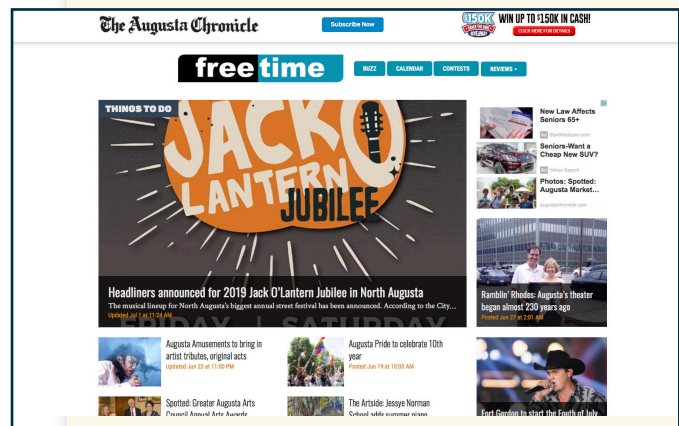 The Augusta Chronicle
Subscribe Now
$150K
GIVEAWAY
WIN UP TO $150K IN CASH!
CLICK HERE FOR DETAILS
freetime
BUZZ
CALENDAR
CONTESTS
REVIEWS
THINGS TO DO
JACK O
LANTERN
JUBILEE
Headliners announced for 2019 Jack O'Lantern Jubilee in North Augusta
The musical lineup for North Augusta's biggest annual street festival has been announced. According to the City...
Updated Jul 1 at 11:24 AM
FRIDAY | SATURDAY
New Law Affects
Seniors 65+
Ad StartMedicare.com
Seniors-Want a
Cheap New SUV?
Ad Yahoo Search
Photos: Spotted:
Augusta Market...
augustachronicle.com
Ramblin' Rhodes: Augusta's theater
began almost 230 years ago
Posted Jun 27 at 2:01 AM
Augusta Amusements to bring in
artist tributes, original acts
Updated Jun 23 at 11:00 PM
Augusta Pride to celebrate 10th
year
Posted Jun 19 at 10:00 AM
Spotted: Greater Augusta Arts
Council Annual Arts Awards
The Artside: Jessye Norman
School adds summer piano
Fort Gordon to start the Fouth of July